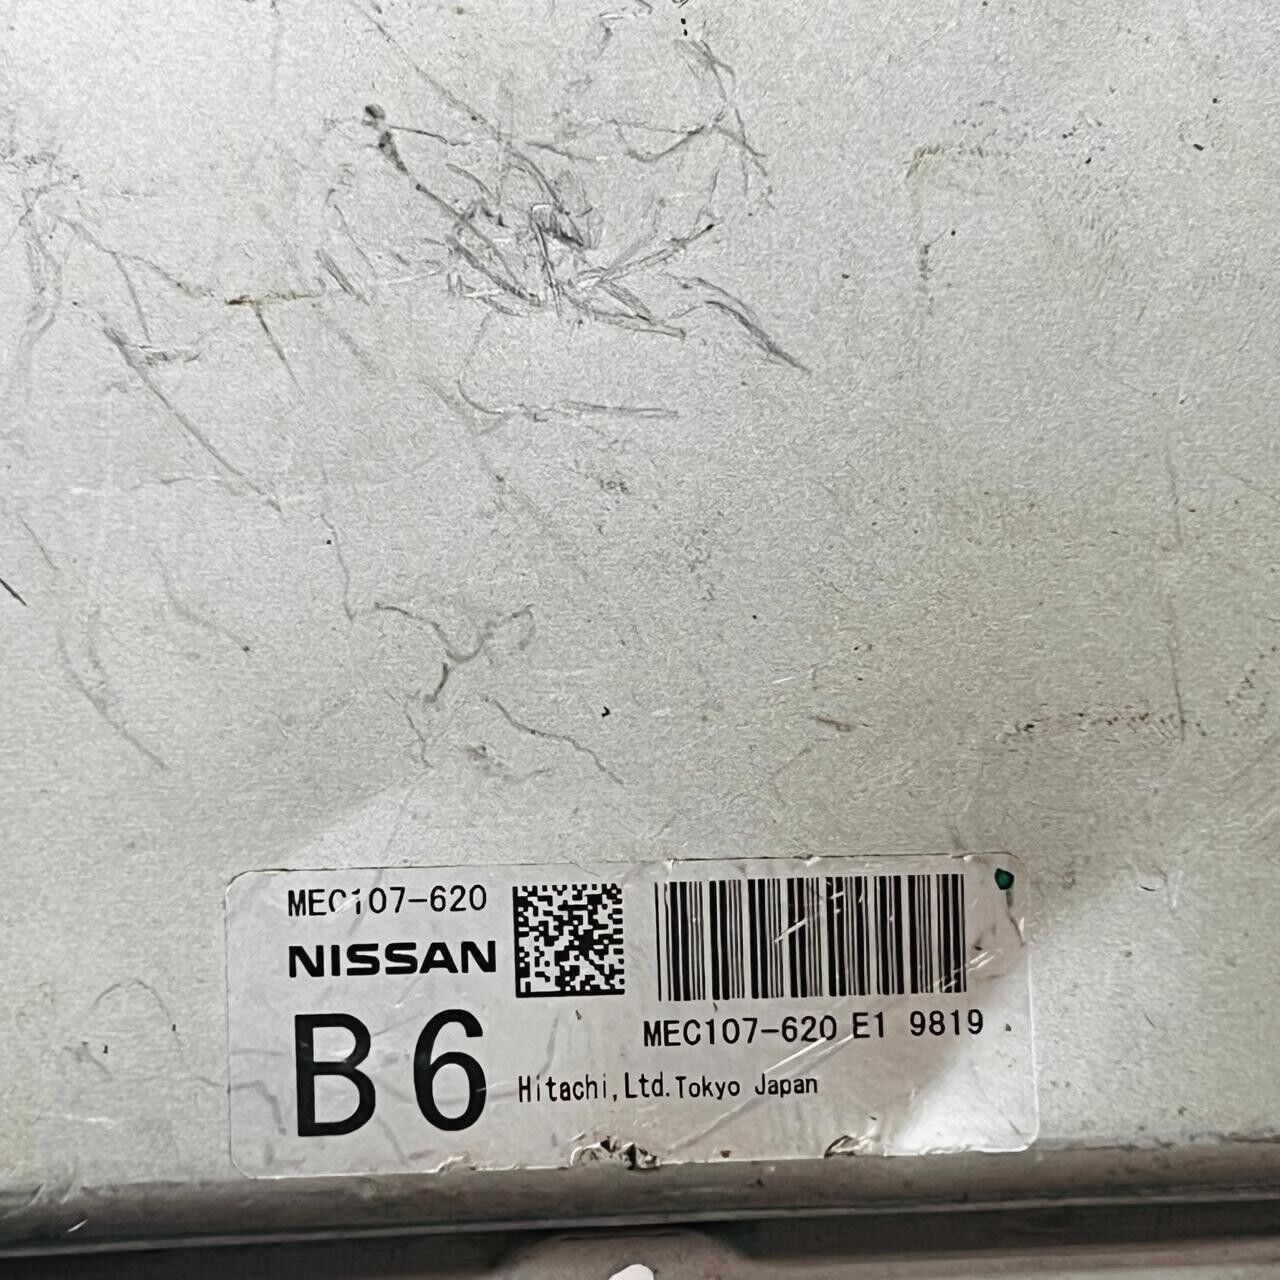 MEC107-620
NISSAN
B6
MEC107-620 E1 9819
Hitachi,Ltd.Tokyo Japan